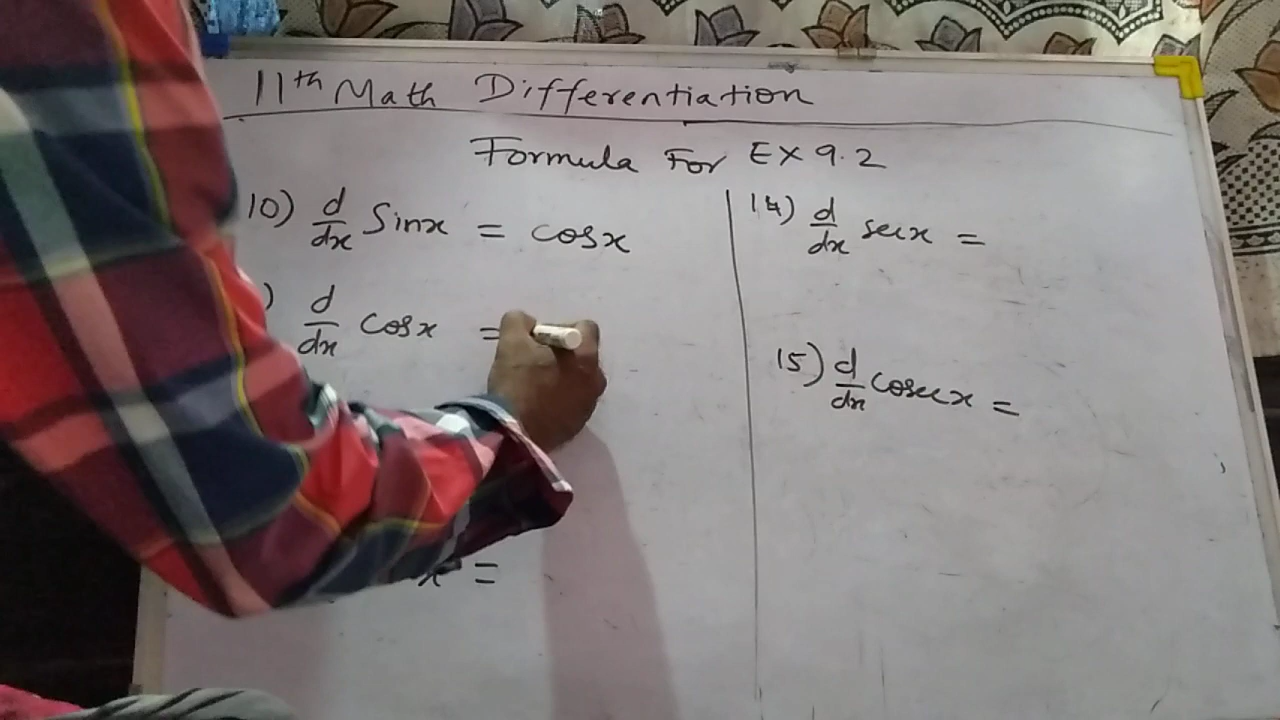 11th Math Differentiation
Formula For EX 9.2
10) d/dx Sinx = cosx
) d/dx cosx =
x =
14) d/dx secx =
15) d/dx cosecx =